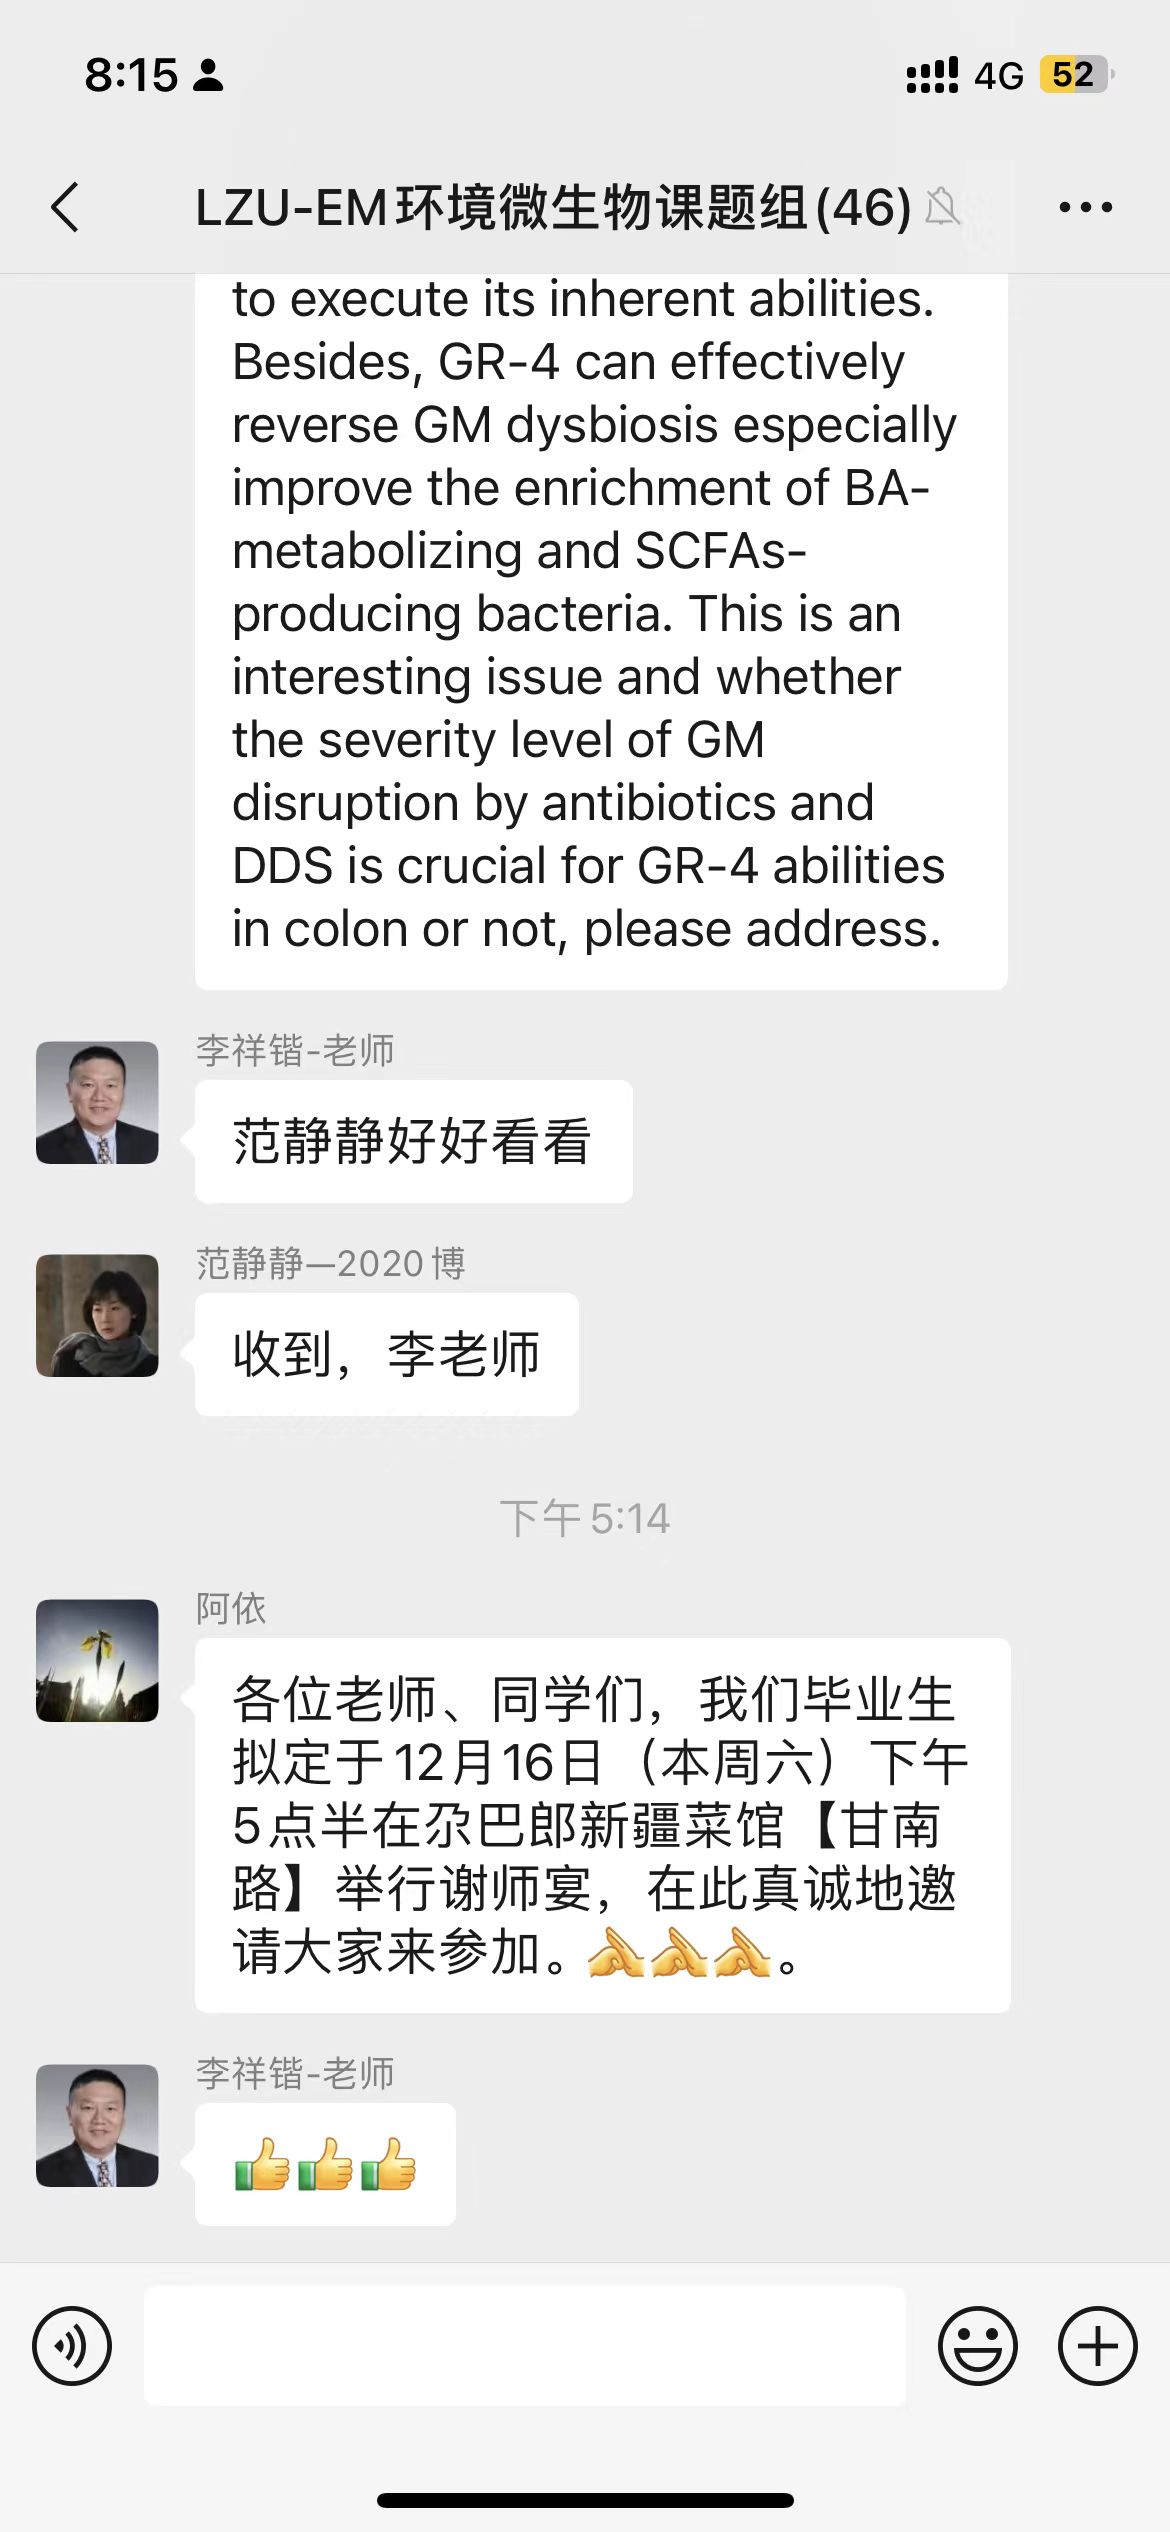 8:15
4G 52
LZU-EM环境微生物课题组(46)
to execute its inherent abilities.
Besides, GR-4 can effectively
reverse GM dysbiosis especially
improve the enrichment of BA-
metabolizing and SCFAs-
producing bacteria. This is an
interesting issue and whether
the severity level of GM
disruption by antibiotics and
DDS is crucial for GR-4 abilities
in colon or not, please address.
李祥锴-老师
范静静好好看看
范静静—2020博
收到，李老师
下午5:14
阿依
各位老师、同学们，我们毕业生
拟定于12月16日（本周六）下午
5点半在尕巴郎新疆菜馆【甘南
路】举行谢师宴，在此真诚地邀
请大家来参加。🫴🫴🫴。
李祥锴-老师
👍👍👍